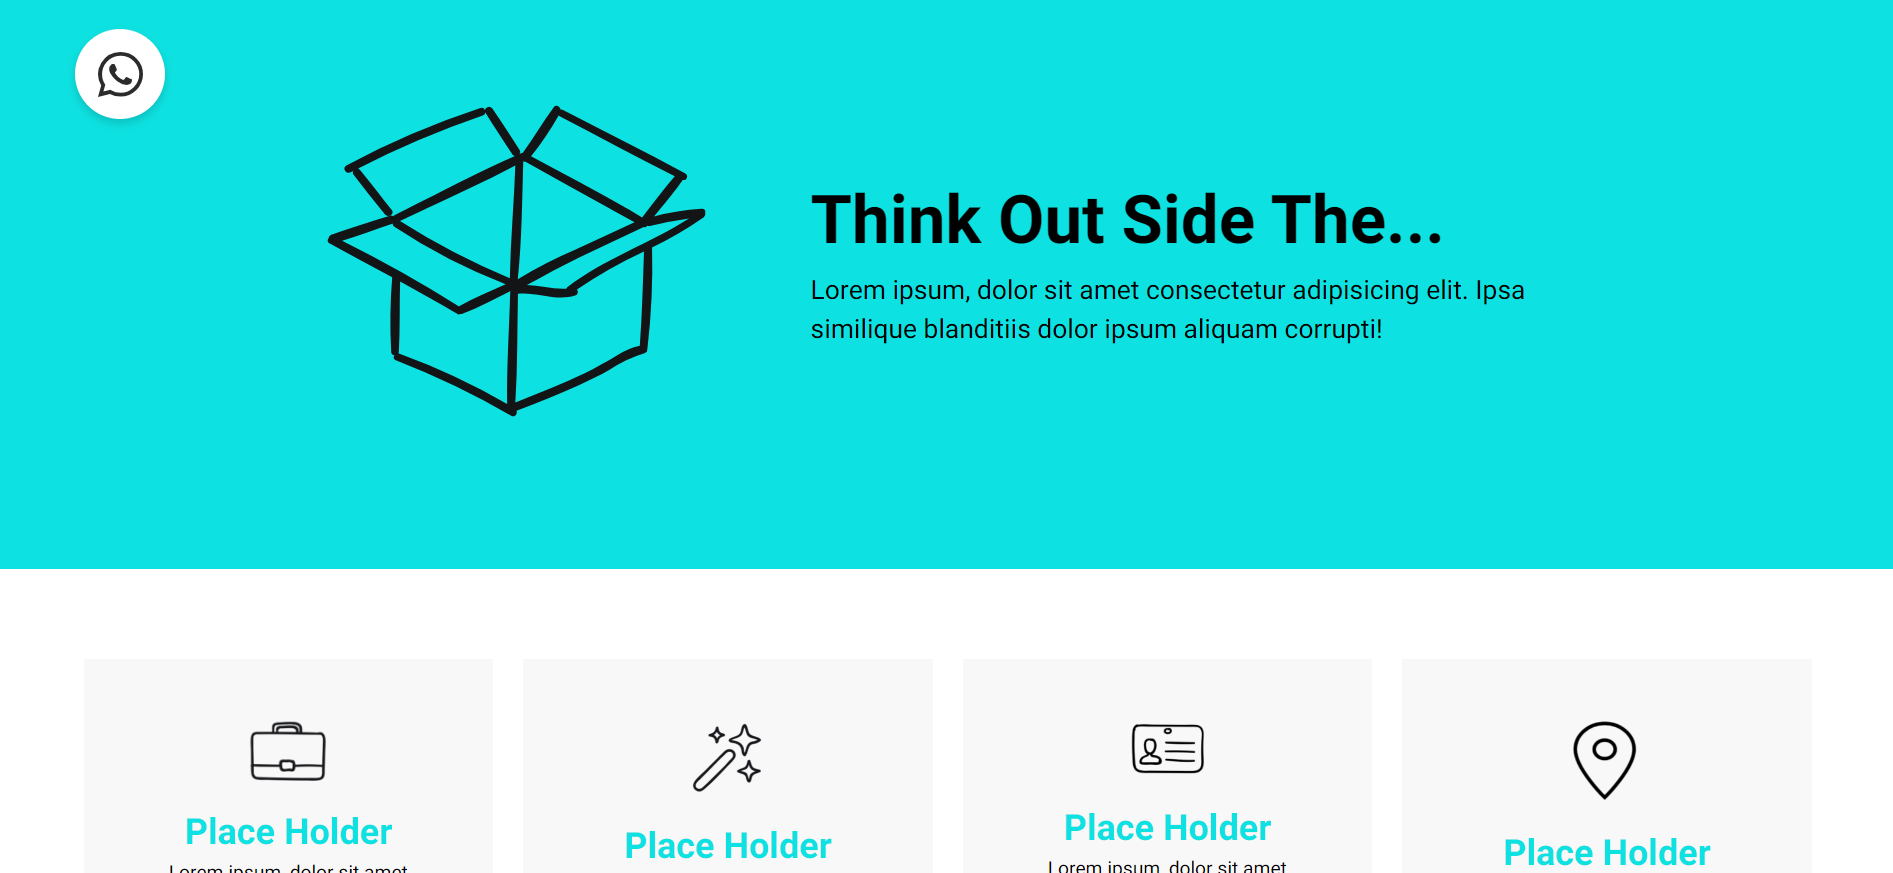 Think Out Side The...
Lorem ipsum, dolor sit amet consectetur adipisicing elit. Ipsa
similique blanditiis dolor ipsum aliquam corrupti!
Place Holder
Lorem ipsum, dolor sit amet
Place Holder
Place Holder
Lorem ipsum, dolor sit amet
Place Holder